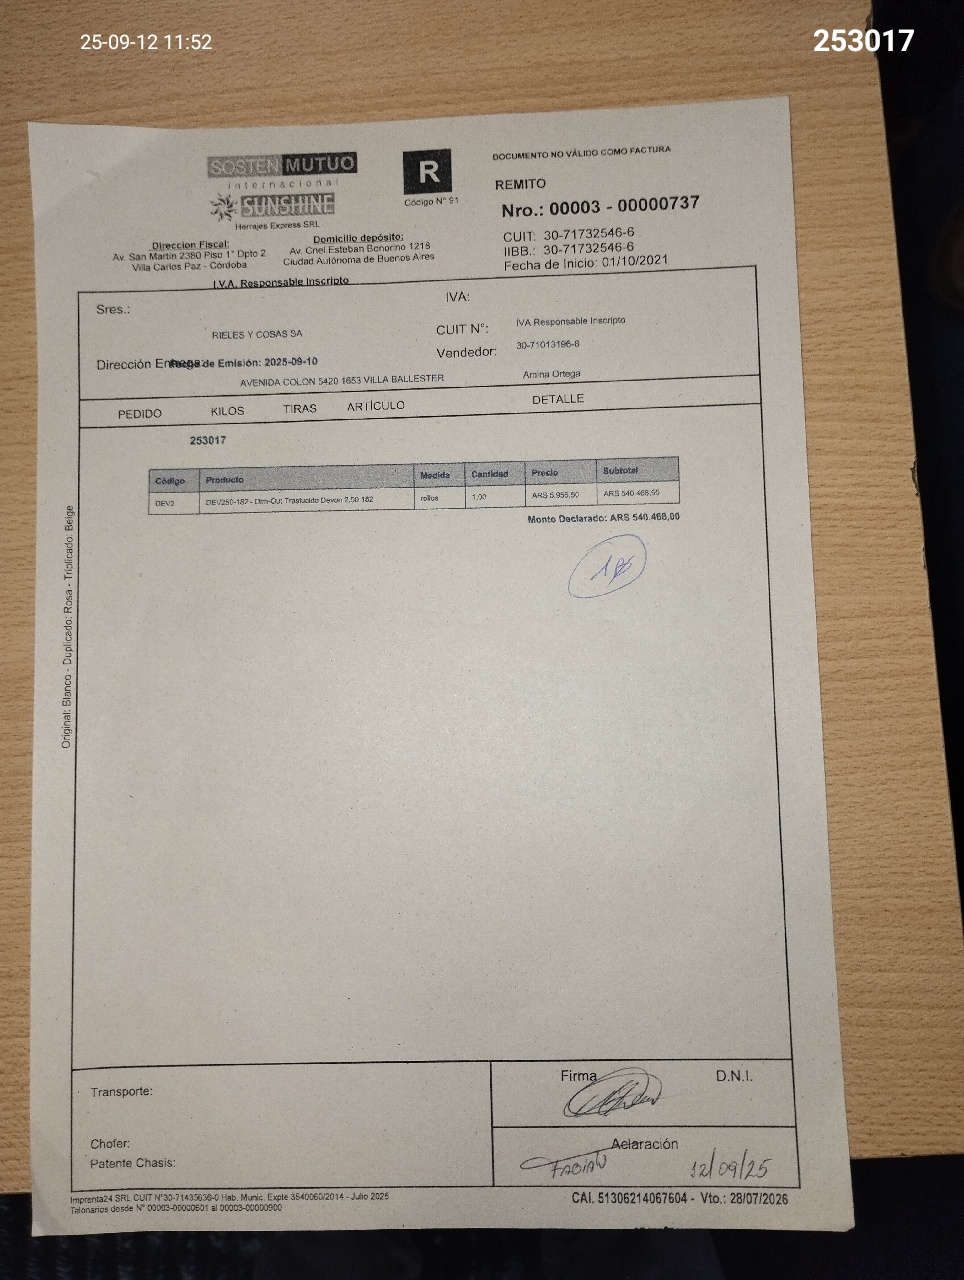 25-09-12 11:52
253017
SOSTEN MUTUO
internacional
SUNSHINE
Herrajes Express SRL
R
Código N° 91
DOCUMENTO NO VÁLIDO COMO FACTURA
REMITO
Nro.: 00003 - 00000737
CUIT: 30-71732546-6
IIBB.: 30-71732546-6
Fecha de Inicio: 01/10/2021
Direccion Fiscal:
Av. San Martin 2380 Piso 1° Dpto 2
Villa Carlos Paz - Córdoba
Domicilio depósito:
Av. Cnel.Esteban Bonorino 1218
Ciudad Autónoma de Buenos Aires
I.V.A. Responsable Inscripto
Sres.:
RIELES Y COSAS SA
IVA:
IVA Responsable Inscripto
CUIT N°:
30-71013196-8
Vendedor:
Amina Ortega
Dirección Entrega:
de Emisión: 2025-09-10
AVENIDA COLON 5420 1653 VILLA BALLESTER
PEDIDO KILOS TIRAS ARTÍCULO DETALLE
253017
Código Producto Medida Cantidad Precio Subtotal
DEV2 DEV250-182 - Dim-Out Traslucido Devon 2.50 182 rollos 1,00 ARS 5.955,50 ARS 540.468,55
Monto Declarado: ARS 540.468,00
Original: Blanco - Duplicado: Rosa - Triplicado: Beige
Transporte:
Chofer:
Patente Chasis:
Firma
D.N.I.
Aclaración
FABIAN
12/09/25
Imprenta24 SRL CUIT N°30-71435636-0 Hab. Munic. Expte 3540060/2014 - Julio 2025
Talonarios desde N° 00003-00000601 al 00003-00000900
CAI. 51306214067604 - Vto.: 28/07/2026